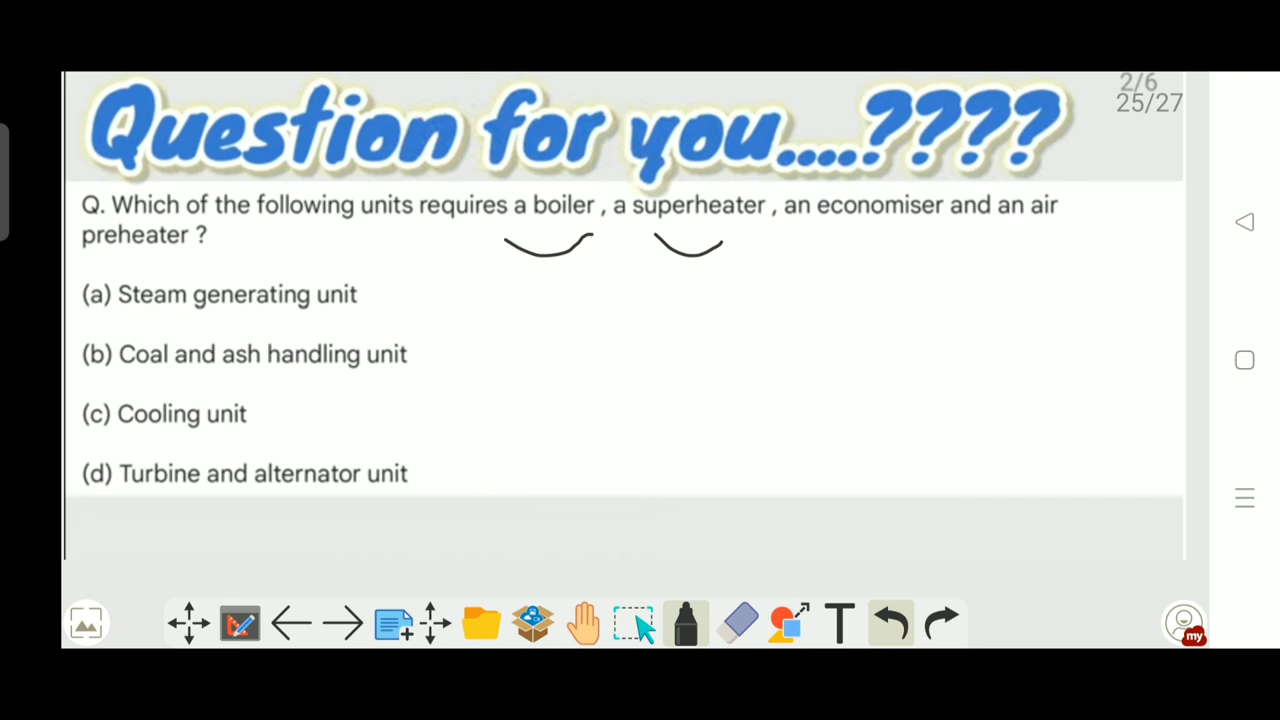 Question for you....????
2/6
25/27
Q. Which of the following units requires a boiler , a superheater , an economiser and an air
preheater ?
(a) Steam generating unit
(b) Coal and ash handling unit
(c) Cooling unit
(d) Turbine and alternator unit
T
my